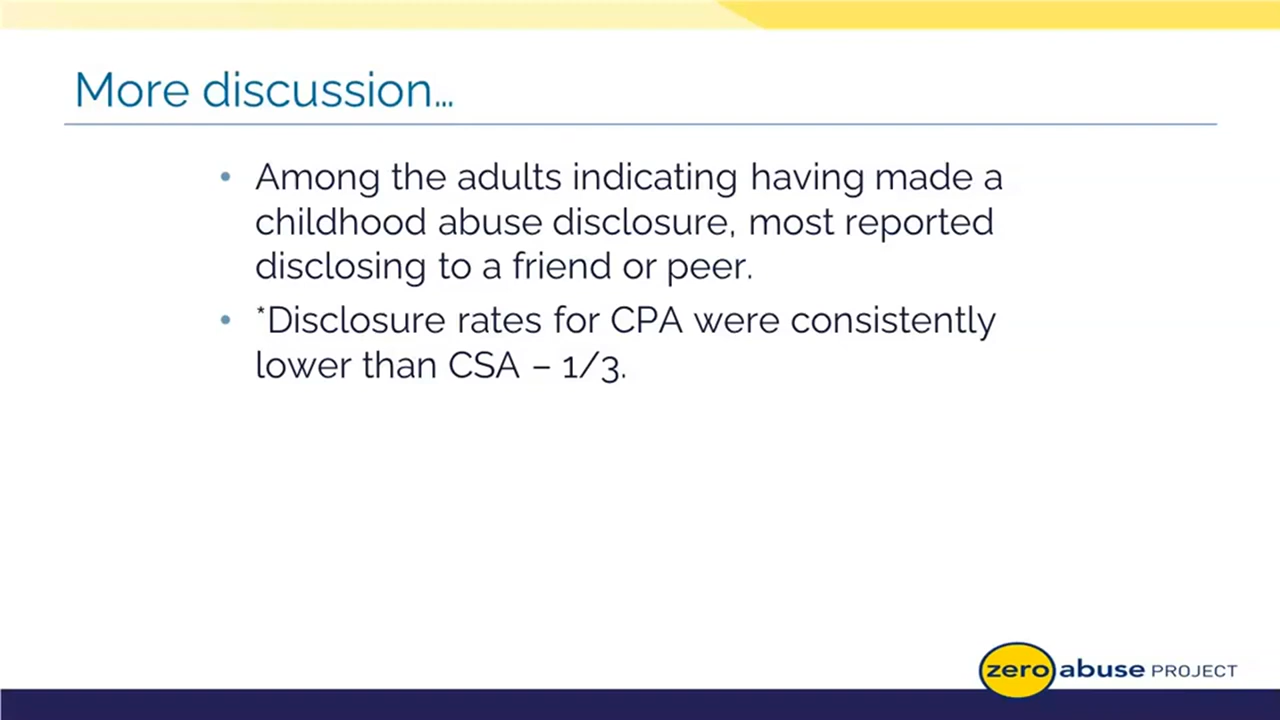 More discussion…
• Among the adults indicating having made a
childhood abuse disclosure, most reported
disclosing to a friend or peer.
• *Disclosure rates for CPA were consistently
lower than CSA – 1/3.
zero abuse PROJECT